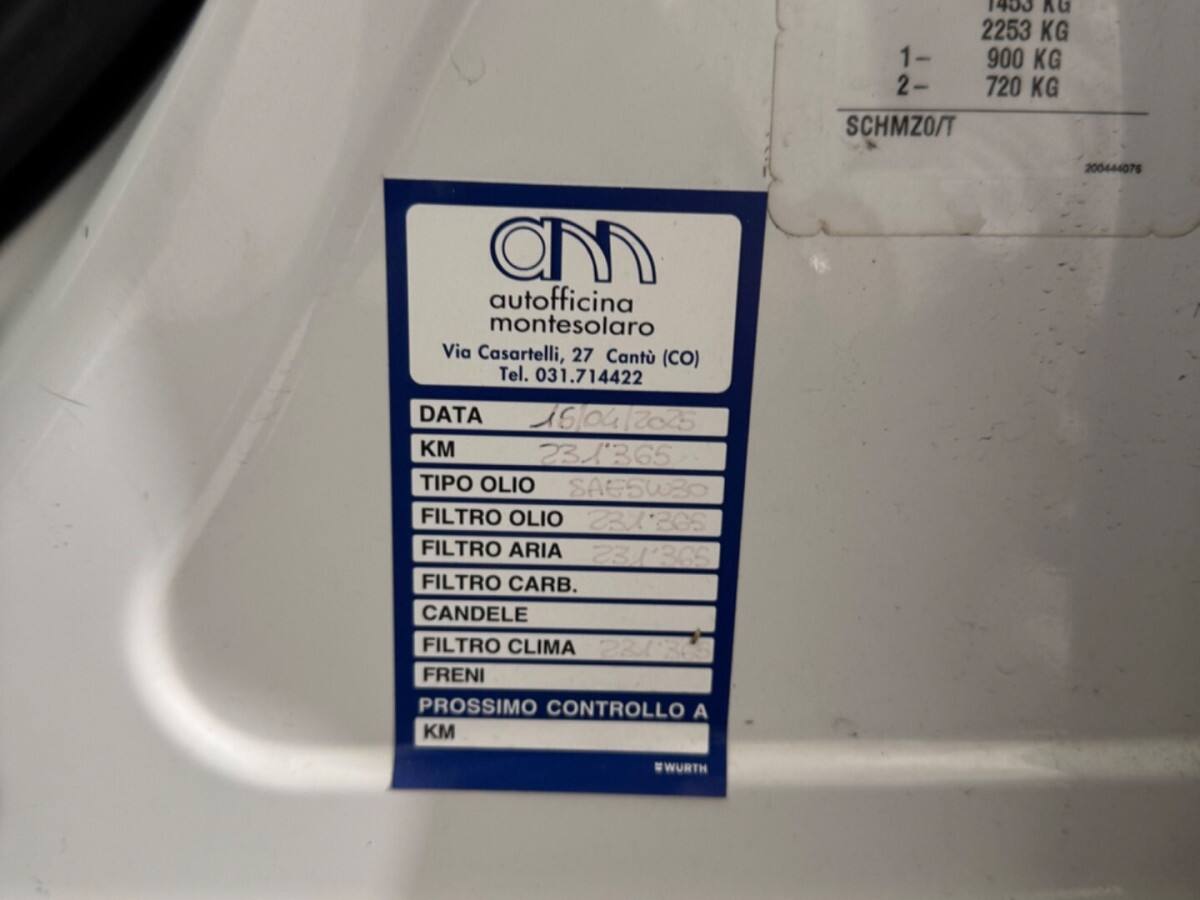 1453 KG
2253 KG
1- 900 KG
2- 720 KG
SCHMZ0/T
200444076
am
autofficina
montesolaro
Via Casartelli, 27 Cantù (CO)
Tel. 031.714422
DATA 16/04/2025
KM 231'365
TIPO OLIO SAE5W30
FILTRO OLIO 231'365
FILTRO ARIA 231'365
FILTRO CARB.
CANDELE
FILTRO CLIMA 231'365
FRENI
PROSSIMO CONTROLLO A
KM
WURTH